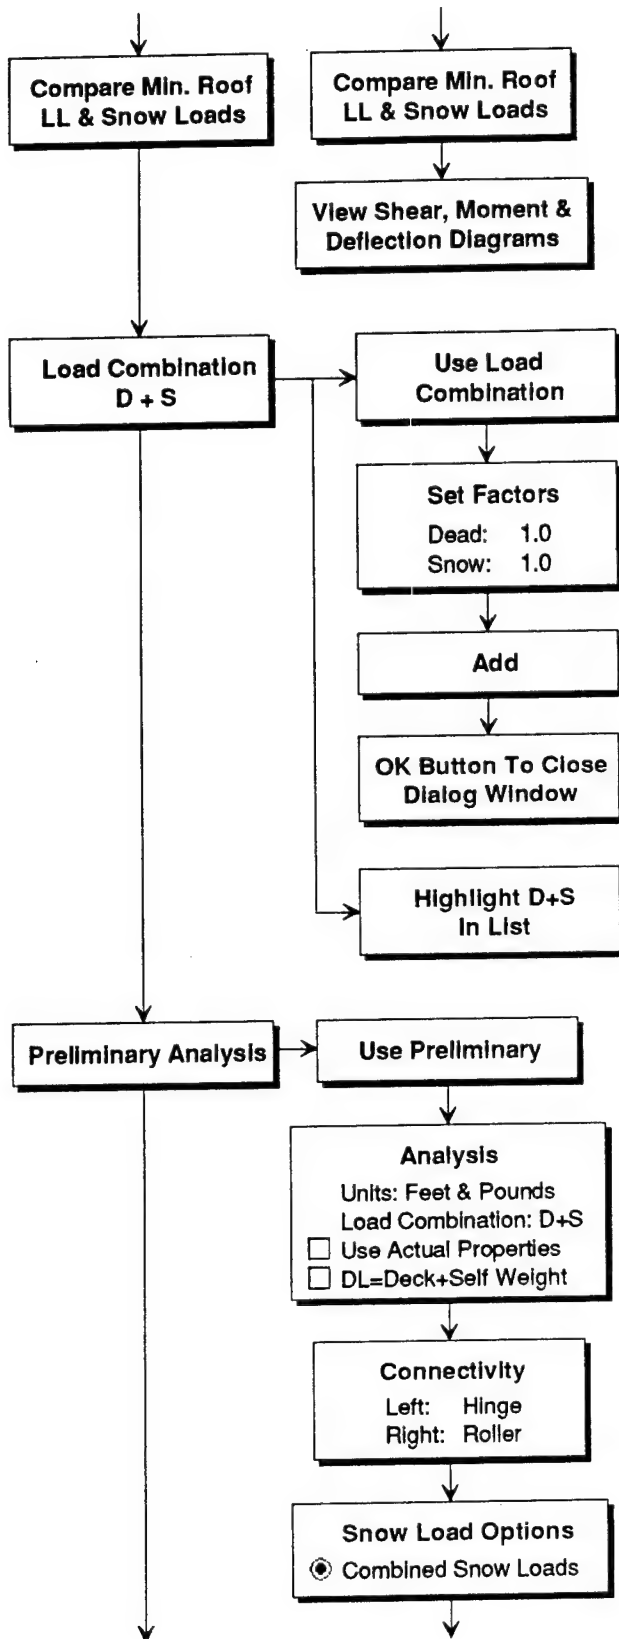 Compare Min. Roof
LL & Snow Loads
Compare Min. Roof
LL & Snow Loads
View Shear, Moment &
Deflection Diagrams
Load Combination
D + S
Use Load
Combination
Set Factors
Dead: 1.0
Snow: 1.0
Add
OK Button To Close
Dialog Window
Highlight D+S
In List
Preliminary Analysis
Use Preliminary
Analysis
Units: Feet & Pounds
Load Combination: D+S
Use Actual Properties
DL=Deck+Self Weight
Connectivity
Left: Hinge
Right: Roller
Snow Load Options
Combined Snow Loads